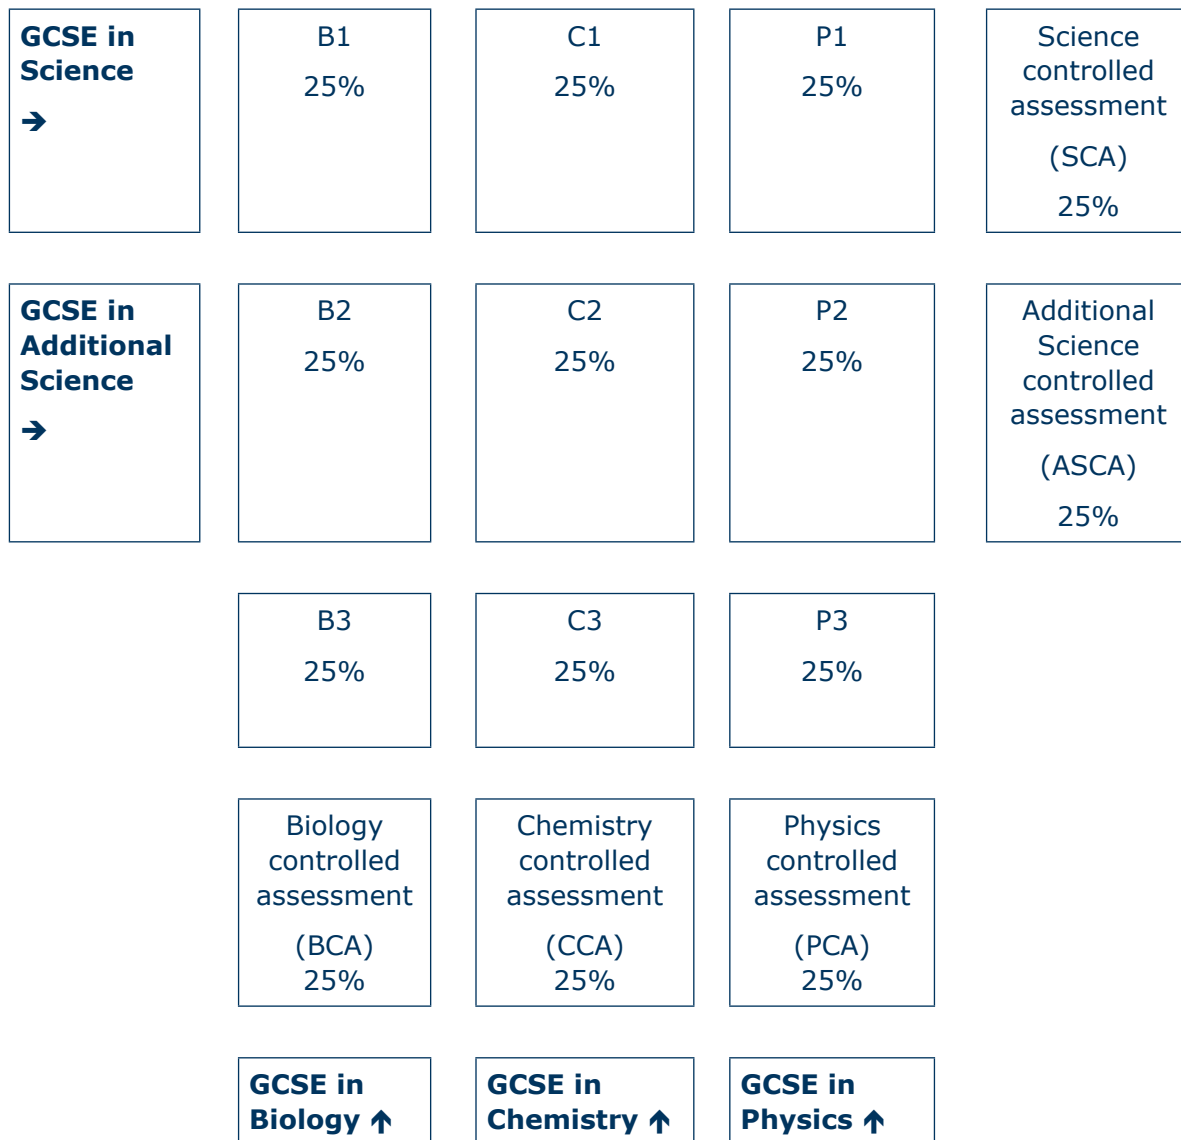 GCSE in
Science
➔
B1
25%
C1
25%
P1
25%
Science
controlled
assessment
(SCA)
25%
GCSE in
Additional
Science
➔
B2
25%
C2
25%
P2
25%
Additional
Science
controlled
assessment
(ASCA)
25%
B3
25%
C3
25%
P3
25%
Biology
controlled
assessment
(BCA)
25%
Chemistry
controlled
assessment
(CCA)
25%
Physics
controlled
assessment
(PCA)
25%
GCSE in
Biology ↑
GCSE in
Chemistry ↑
GCSE in
Physics ↑